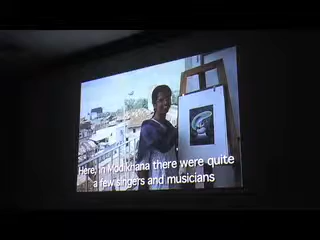 Here, in Modikhana there were quite
a few singers and musicians